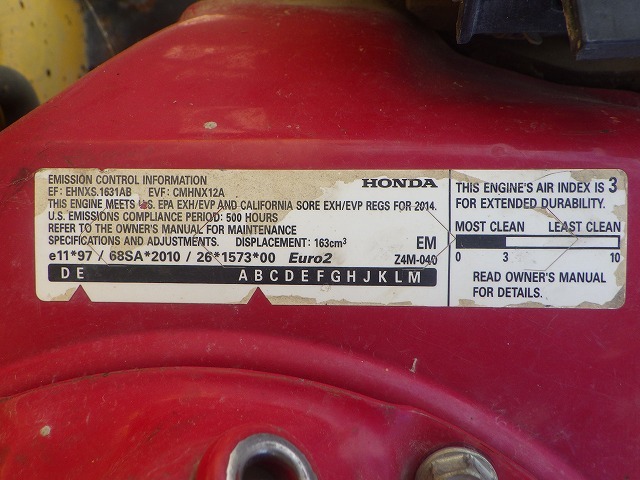 EMISSION CONTROL INFORMATION HONDA
EF: EHNXS.1631AB EVF: CMHNX12A
THIS ENGINE MEETS U.S. EPA EXH/EVP AND CALIFORNIA SORE EXH/EVP REGS FOR 2014.
U.S. EMISSIONS COMPLIANCE PERIOD: 500 HOURS
REFER TO THE OWNER'S MANUAL FOR MAINTENANCE
SPECIFICATIONS AND ADJUSTMENTS. DISPLACEMENT: 163cm³ EM
e11*97 / 68SA*2010 / 26*1573*00 Euro2 Z4M-040
D E A B C D E F G H J K L M
THIS ENGINE'S AIR INDEX IS 3
FOR EXTENDED DURABILITY.
MOST CLEAN LEAST CLEAN
0 3 10
READ OWNER'S MANUAL
FOR DETAILS.